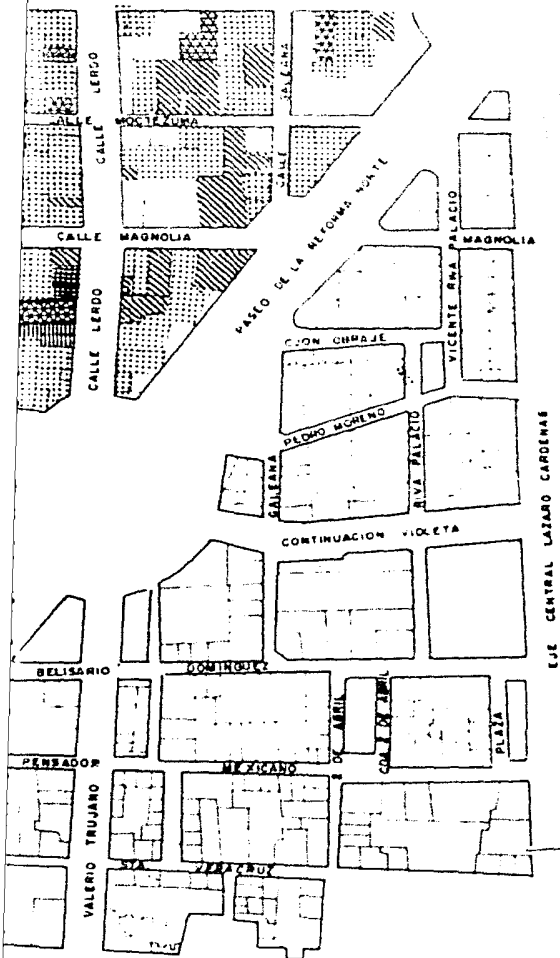 CALLE LERDO
GALEANA
CALLE MOCTEZUMA
CALLE
CALLE MAGNOLIA
PASEO DE LA REFORMA NORTE
MAGNOLIA
VICENTE RIVA PALACIO
CALLE LERDO
CJON OBRAJE
PEDRO MORENO
GALEANA
RIVA PALACIO
CONTINUACION VIOLETA
EJE CENTRAL LAZARO CARDENAS
BELISARIO DOMINGUEZ
2 DE ABRIL
CDA. 2 DE ABRIL
PLAZA
PENSADOR MEXICANO
VALERIO TRUJANO
STA. VERACRUZ